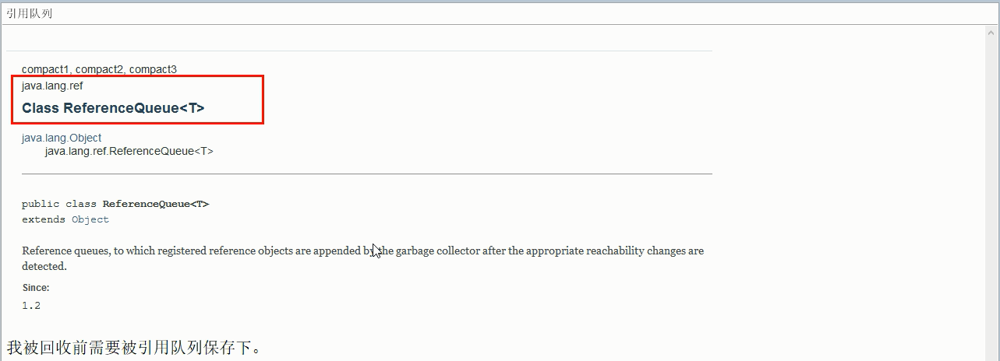 引用队列
compact1, compact2, compact3
java.lang.ref
Class ReferenceQueue<T>
java.lang.Object
java.lang.ref.ReferenceQueue<T>
public class ReferenceQueue<T>
extends Object
Reference queues, to which registered reference objects are appended by the garbage collector after the appropriate reachability changes are
detected.
Since:
1.2
我被回收前需要被引用队列保存下。